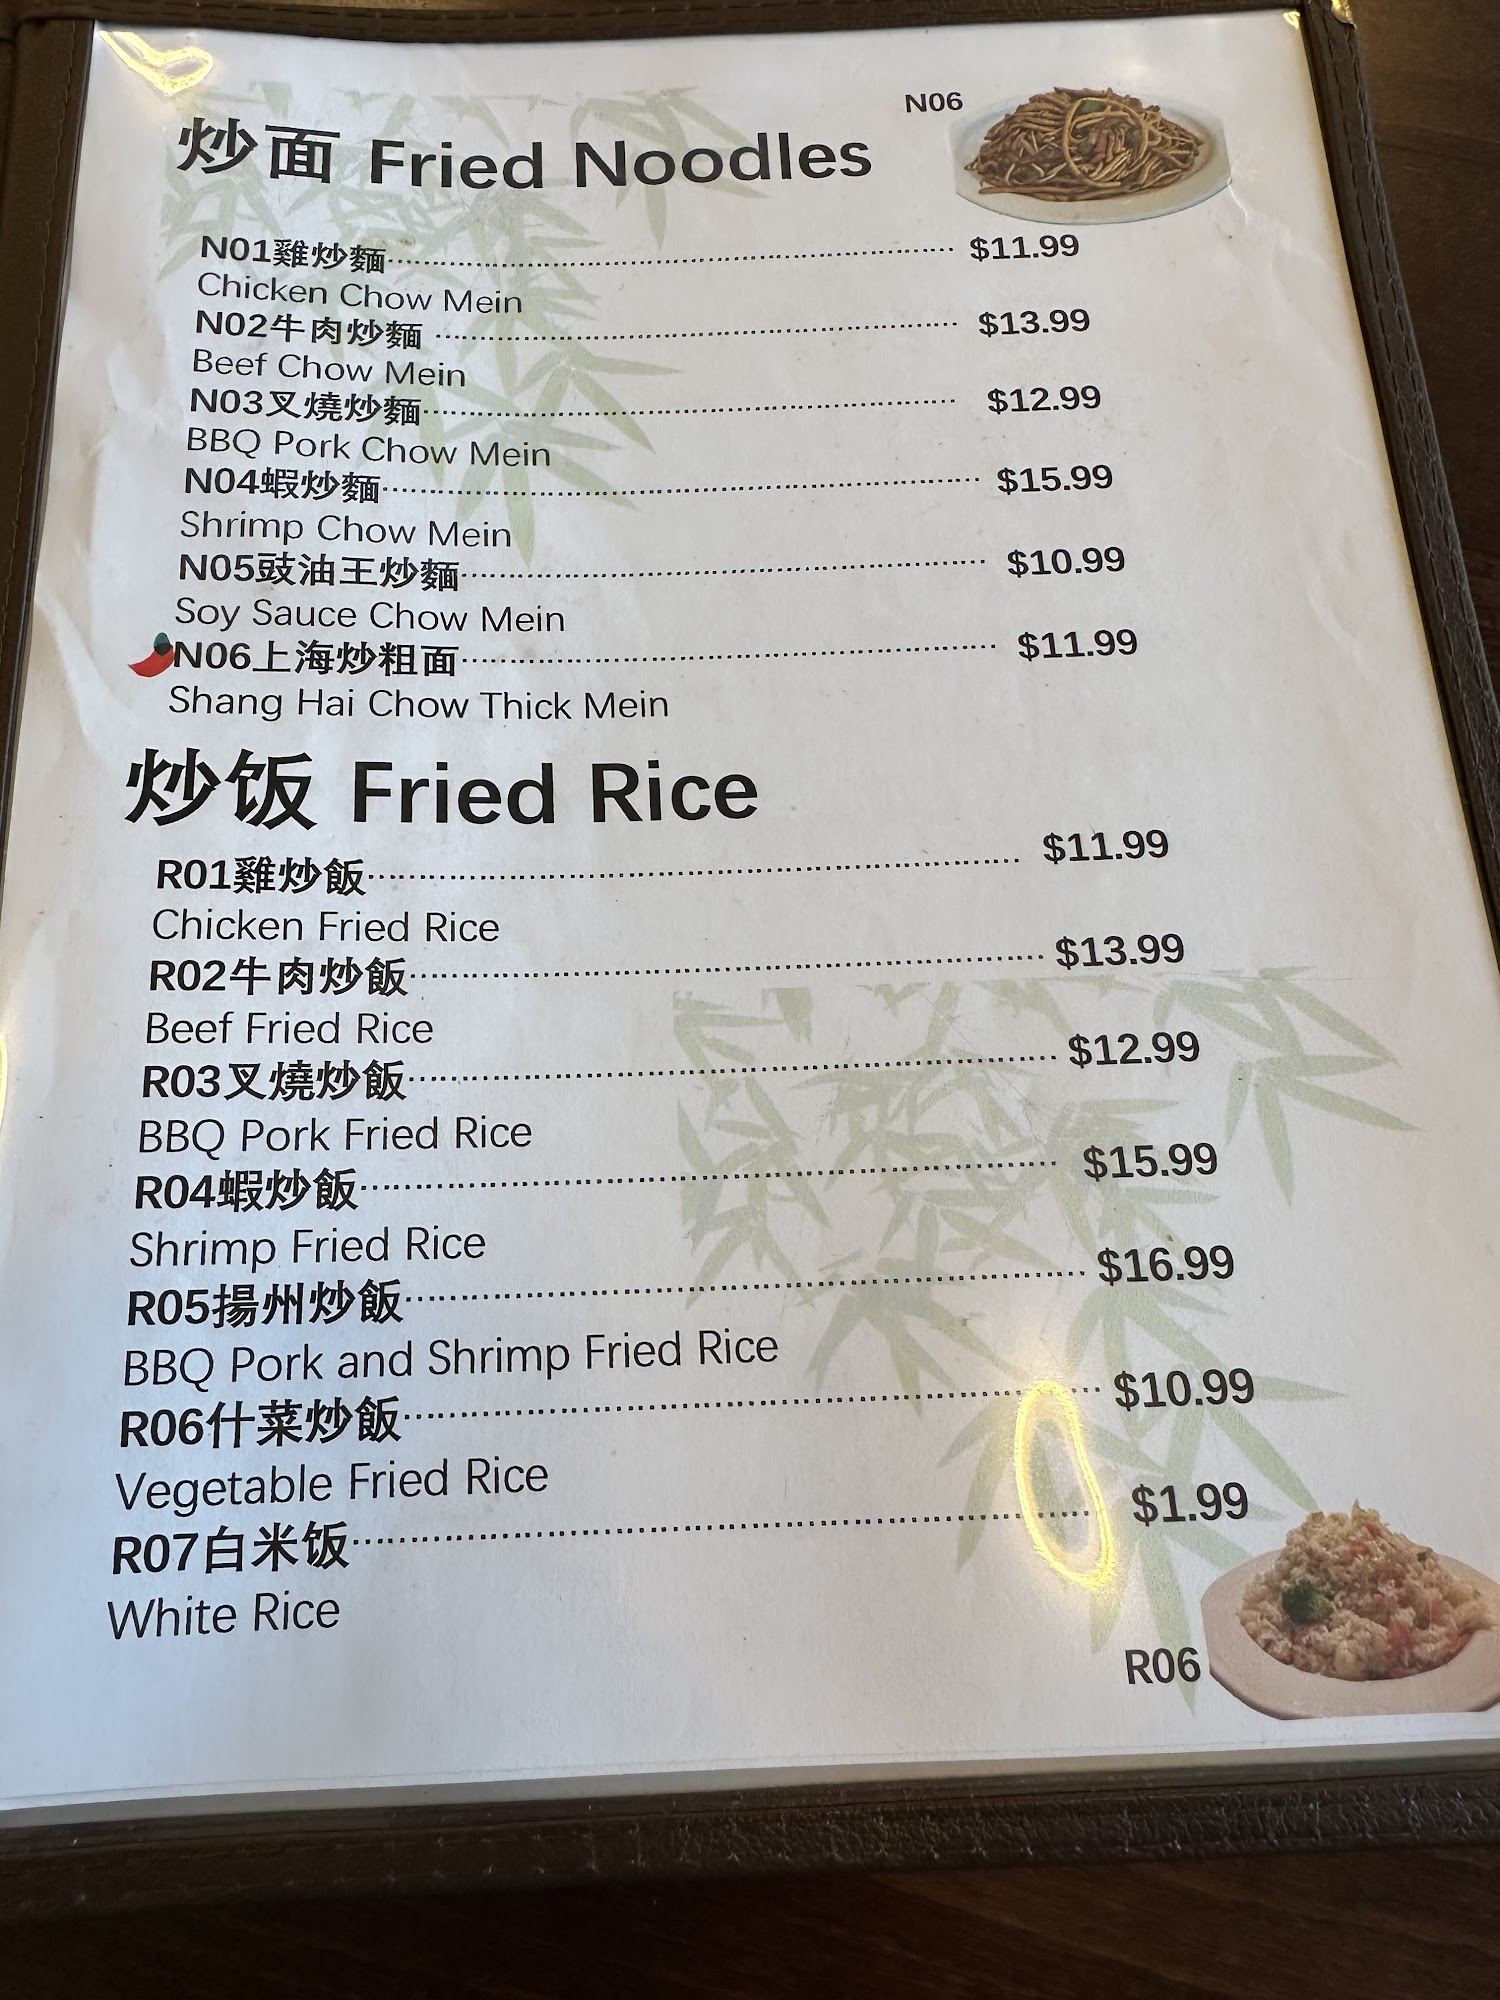 N06
炒面 Fried Noodles
N01雞炒麵 $11.99
Chicken Chow Mein
N02牛肉炒麵 $13.99
Beef Chow Mein
N03叉燒炒麵 $12.99
BBQ Pork Chow Mein
N04蝦炒麵 $15.99
Shrimp Chow Mein
N05豉油王炒麵 $10.99
Soy Sauce Chow Mein
N06上海炒粗面 $11.99
Shang Hai Chow Thick Mein
炒饭 Fried Rice
R01雞炒飯 $11.99
Chicken Fried Rice
R02牛肉炒飯 $13.99
Beef Fried Rice
R03叉燒炒飯 $12.99
BBQ Pork Fried Rice
R04蝦炒飯 $15.99
Shrimp Fried Rice
R05揚州炒飯 $16.99
BBQ Pork and Shrimp Fried Rice
R06什菜炒飯 $10.99
Vegetable Fried Rice
R07白米饭 $1.99
White Rice
R06